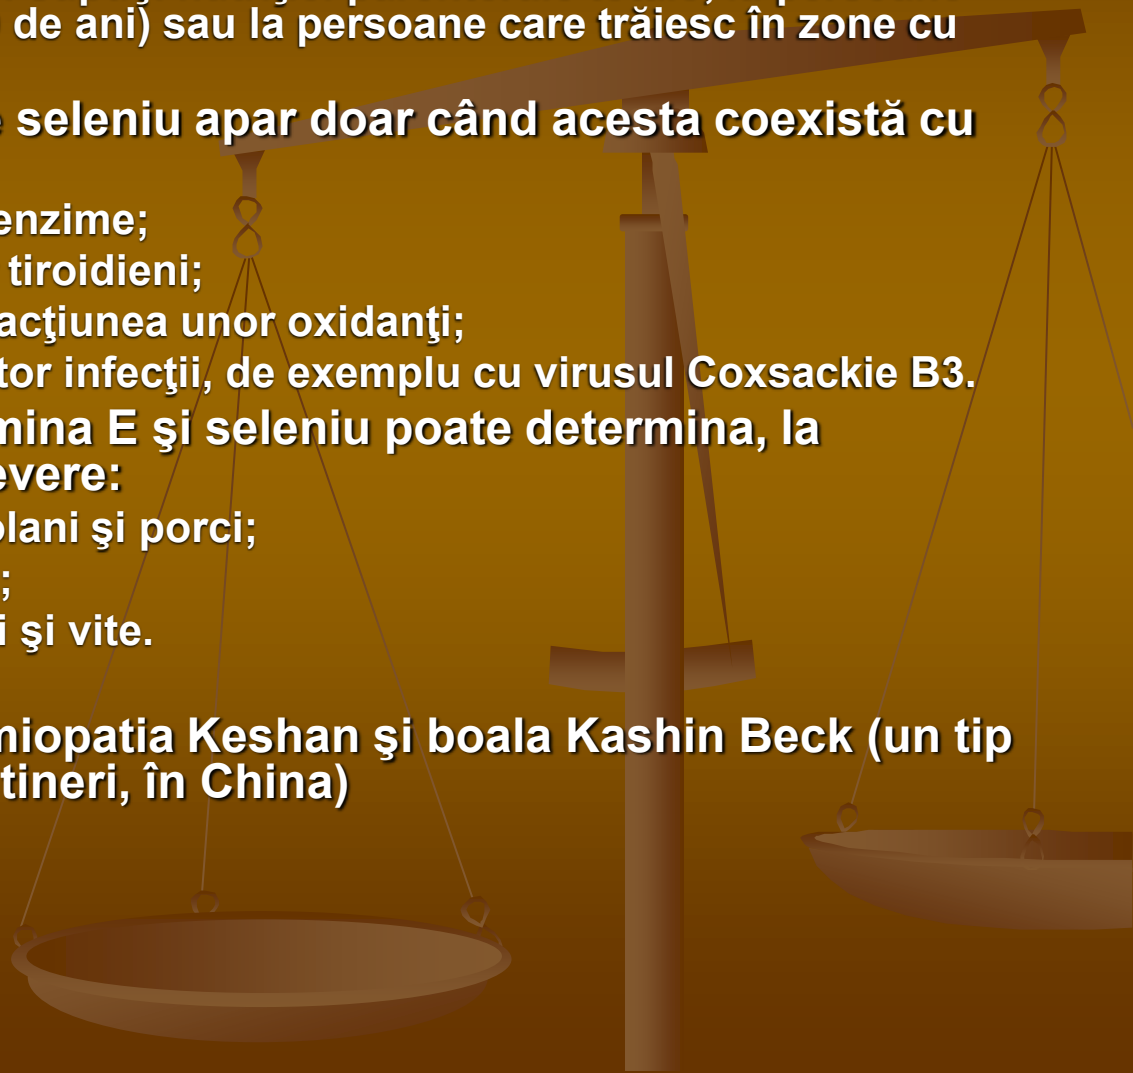 de ani) sau la persoane care trăiesc în zone cu
seleniu apar doar când acesta coexistă cu
enzime;
tiroidieni;
acţiunea unor oxidanţi;
tor infecţii, de exemplu cu virusul Coxsackie B3.
mina E şi seleniu poate determina, la
evere:
olani şi porci;
;
i şi vite.
miopatia Keshan şi boala Kashin Beck (un tip
tineri, în China)